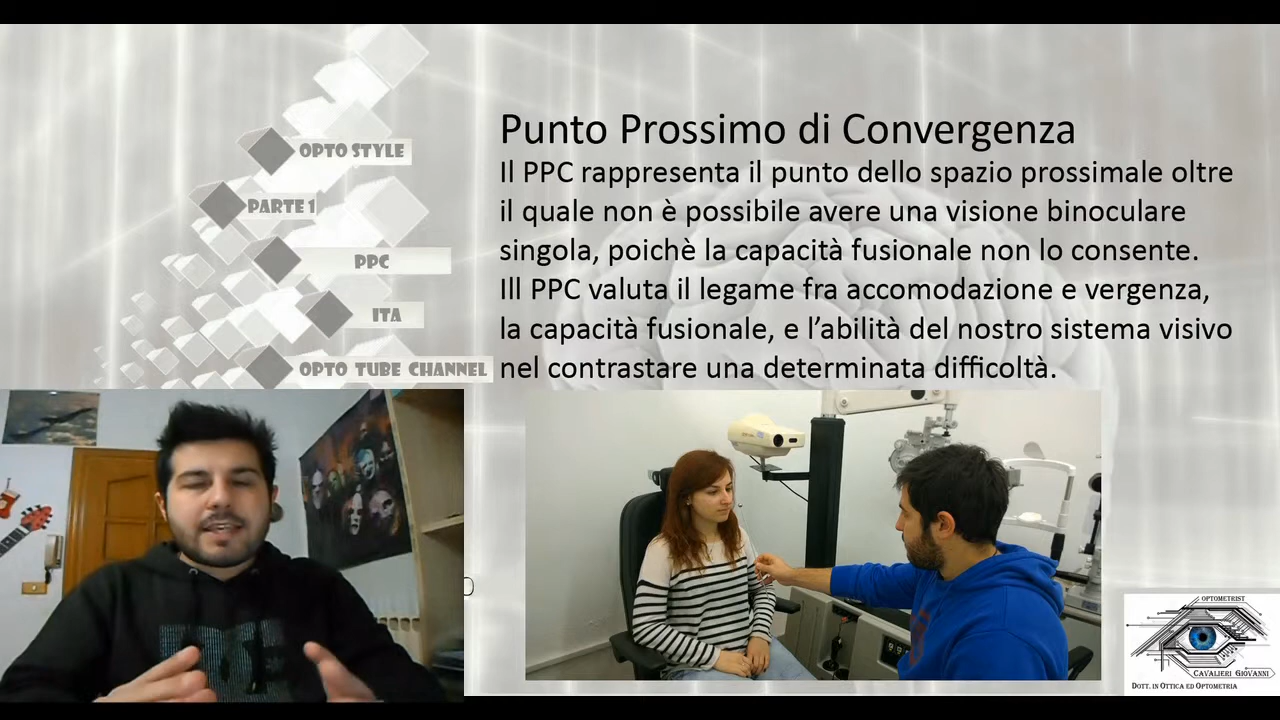 Punto Prossimo di Convergenza
Il PPC rappresenta il punto dello spazio prossimale oltre
il quale non è possibile avere una visione binoculare
singola, poichè la capacità fusionale non lo consente.
Ill PPC valuta il legame fra accomodazione e vergenza,
la capacità fusionale, e l’abilità del nostro sistema visivo
nel contrastare una determinata difficoltà.
OPTO STYLE
PARTE 1
PPC
ITA
OPTO TUBE CHANNEL
OPTOMETRIST
CAVALIERI GIOVANNI
DOTT. IN OTTICA ED OPTOMETRIA